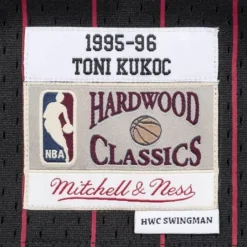 1995-96
TONI KUKOC
NBA
HARDWOOD
CLASSICS
Mitchell & Ness
HWC SWINGMAN